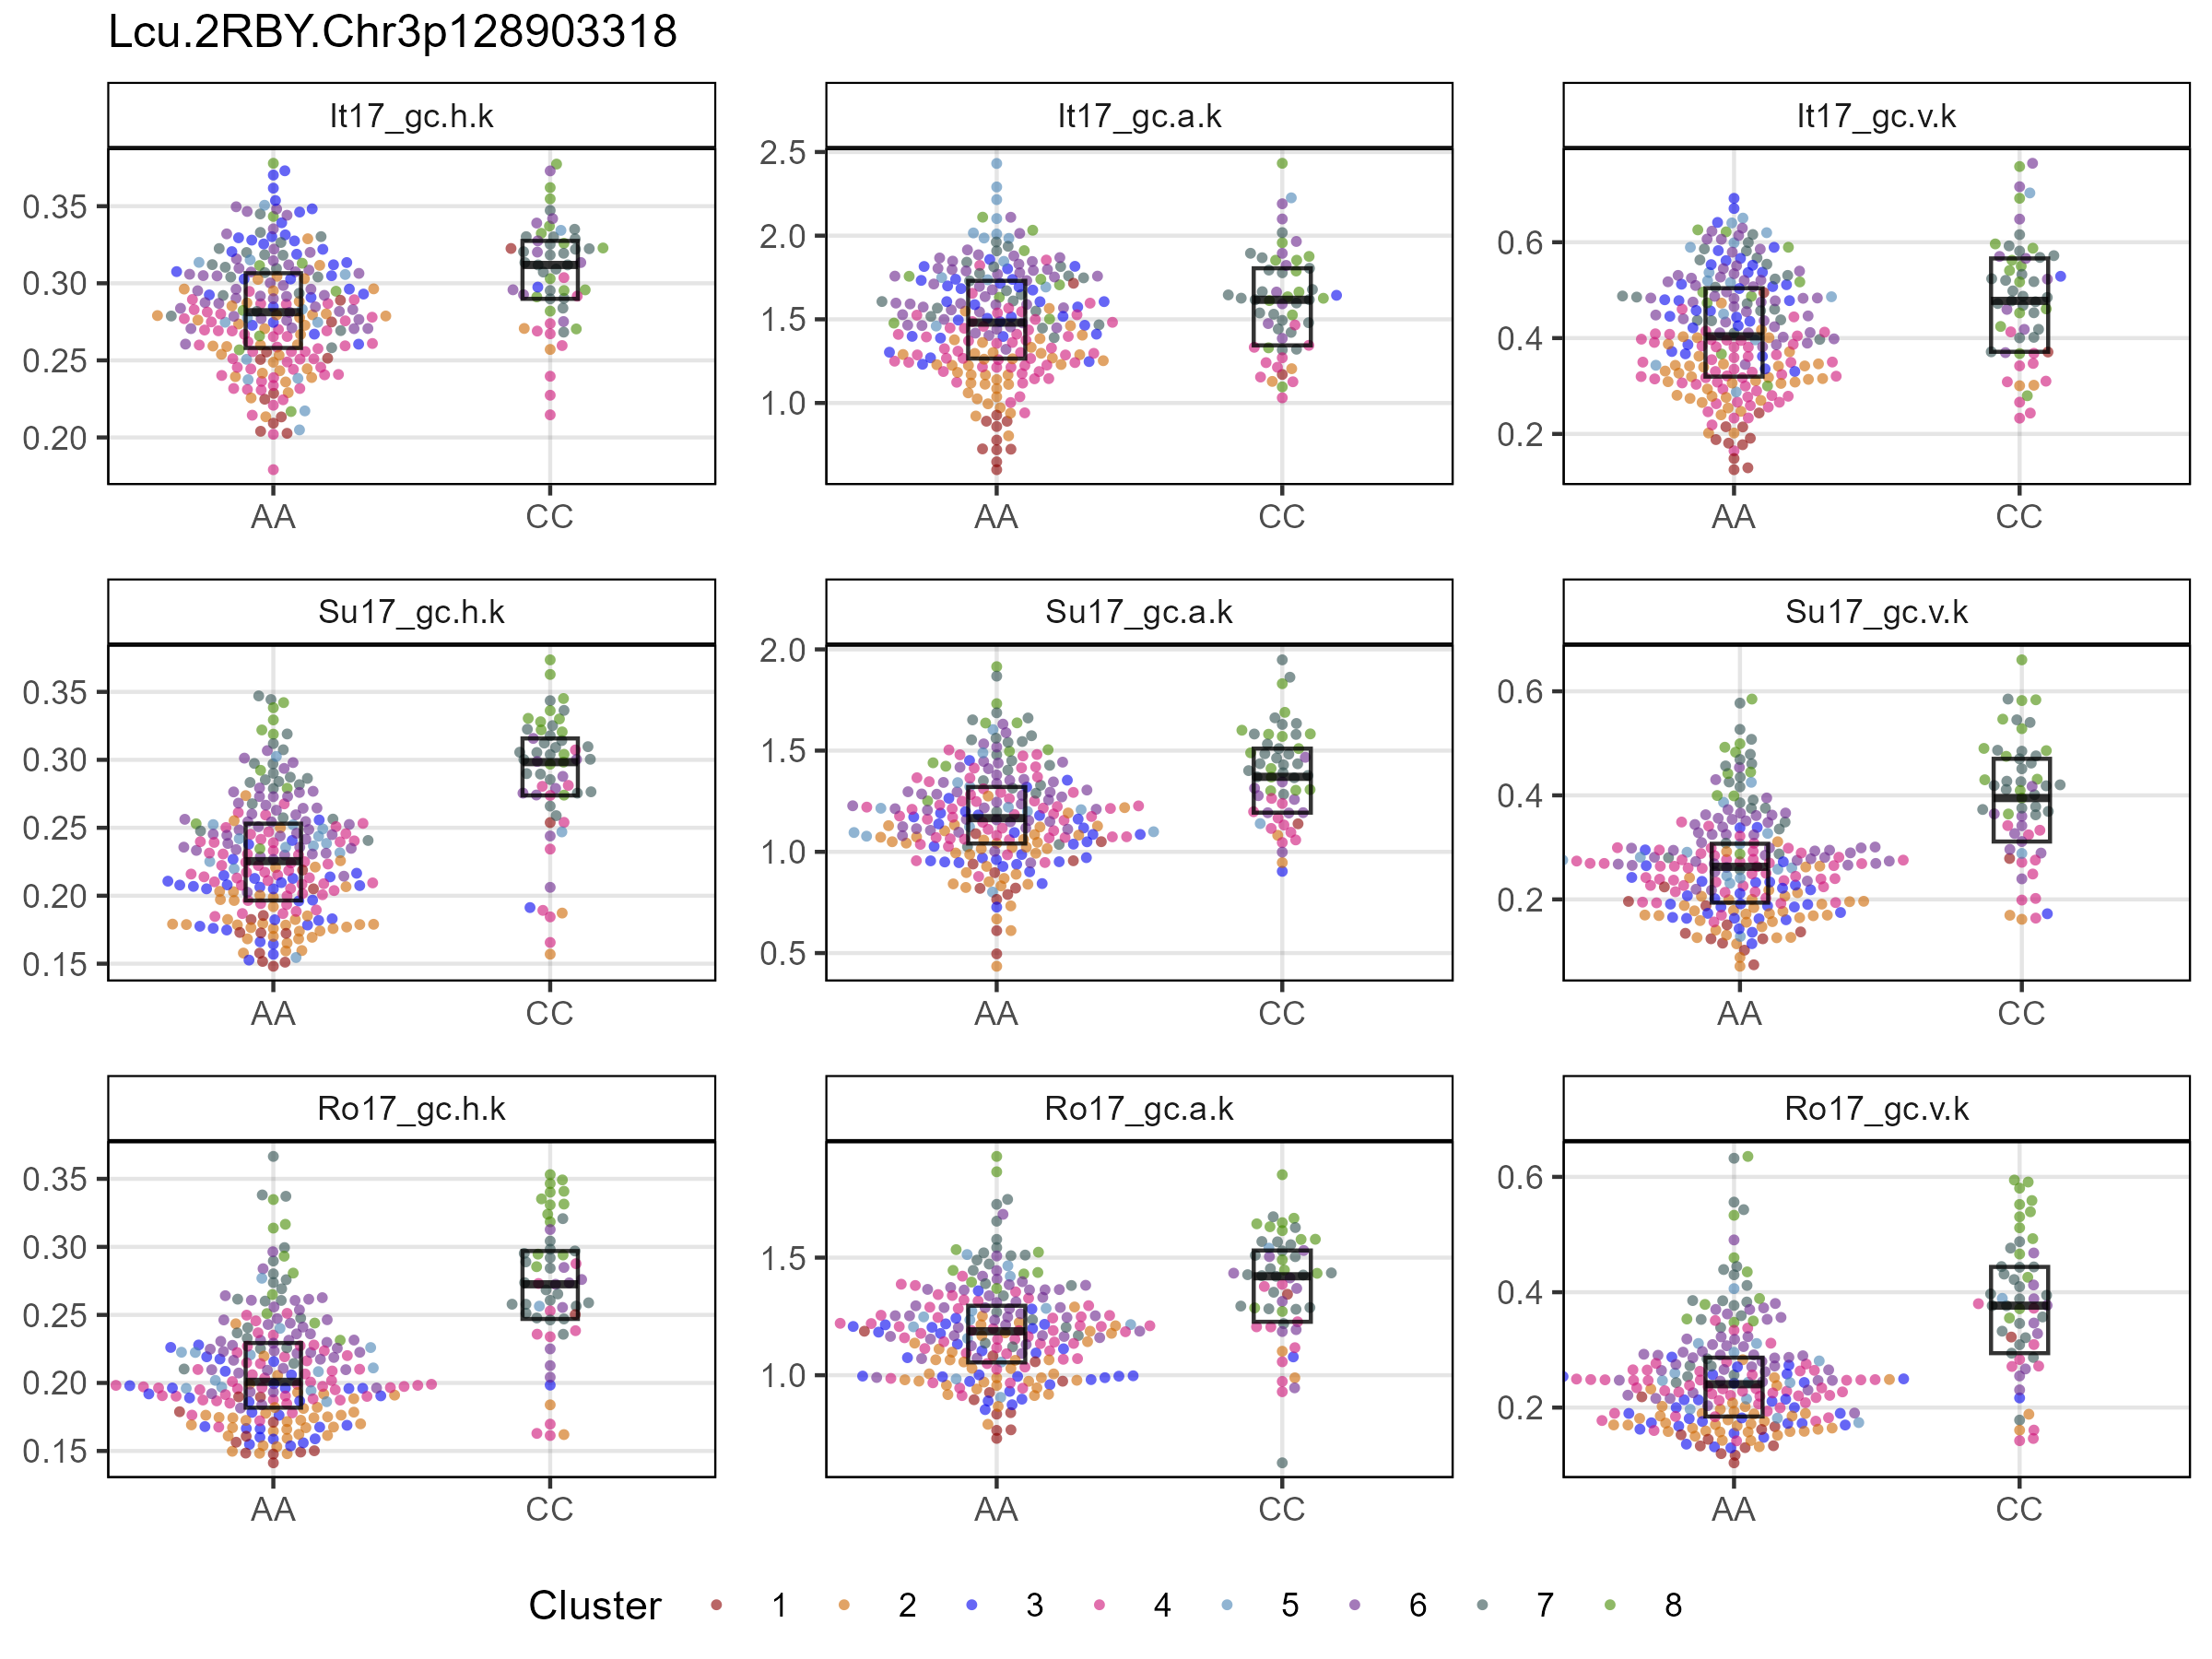 Lcu.2RBY.Chr3p128903318
It17_gc.h.k
It17_gc.a.k
It17_gc.v.k
0.35
0.30
0.25
0.20
AA
CC
2.5
2.0
1.5
1.0
AA
CC
0.6
0.4
0.2
AA
CC
Su17_gc.h.k
Su17_gc.a.k
Su17_gc.v.k
0.35
0.30
0.25
0.20
0.15
AA
CC
2.0
1.5
1.0
0.5
AA
CC
0.6
0.4
0.2
AA
CC
Ro17_gc.h.k
Ro17_gc.a.k
Ro17_gc.v.k
0.35
0.30
0.25
0.20
0.15
AA
CC
1.5
1.0
AA
CC
0.6
0.4
0.2
AA
CC
Cluster 1 2 3 4 5 6 7 8